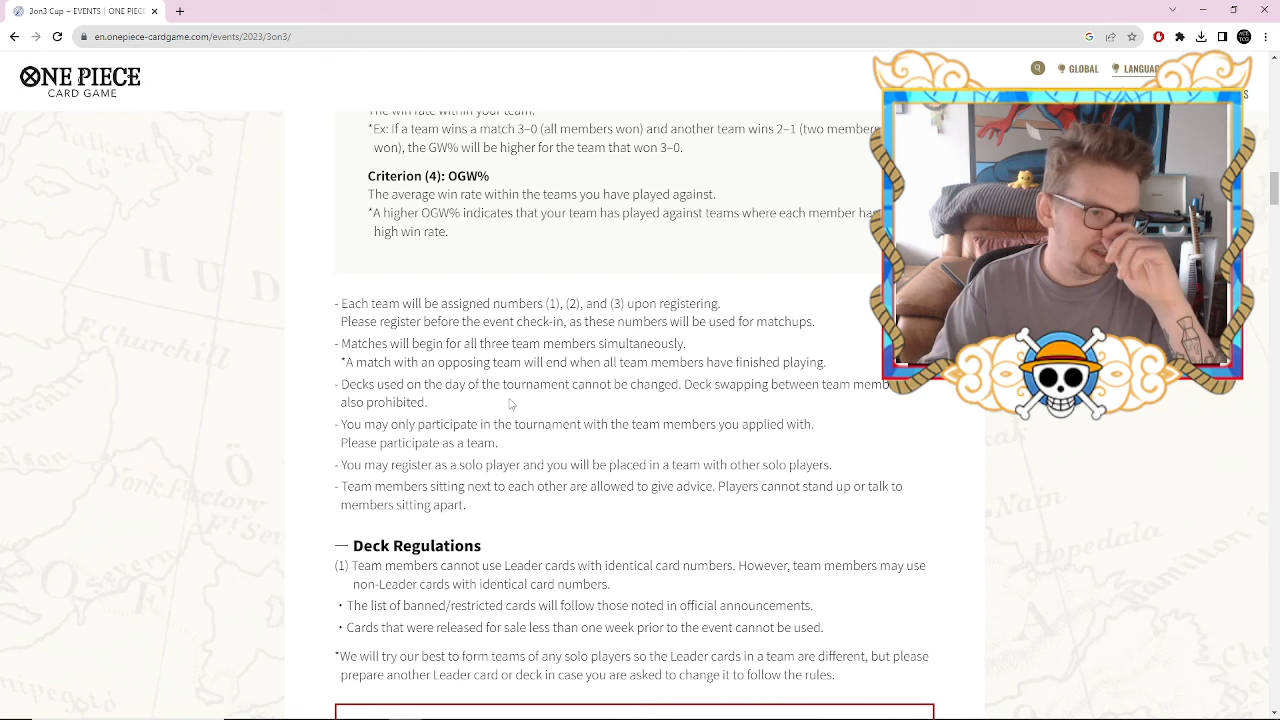 3on3 Cup – EVENTS | ONE PIECE
en.onepiece-cardgame.com/events/2023/3on3/
ONE PIECE
CARD GAME
GLOBAL
LANGUAG
The win rate within your team.
*Ex: If a team wins a match 3–0 (all members won) and another team wins 2–1 (two members
won), the GW% will be higher for the team that won 3–0.
Criterion (4): OGW%
The average win rate within the teams you have played against.
*A higher OGW% indicates that your team has played against teams where each member has
high win rate.
- Each team will be assigned numbers (1), (2), and (3) upon registering.
Please register before the event check-in, as these numbers will be used for matchups.
- Matches will begin for all three team members simultaneously.
*A match with an opposing team will end when all team members have finished playing.
- Decks used on the day of the tournament cannot be changed. Deck swapping between team memb
also prohibited.
- You may only participate in the tournament with the team members you applied with.
Please participate as a team.
- You may register as a solo player and you will be placed in a team with other solo players.
- Team members sitting next to each other are allowed to give advice. Players cannot stand up or talk to
members sitting apart.
— Deck Regulations
(1) Team members cannot use Leader cards with identical card numbers. However, team members may use
non-Leader cards with identical card numbers.
・The list of banned/restricted cards will follow those noted in official announcements.
・Cards that were released for sale less than one week prior to the event cannot be used.
*We will try our best to form teams of any solo players so the Leader cards in a team are different, but please
prepare another Leader card or deck in case you are asked to change it to follow the rules.